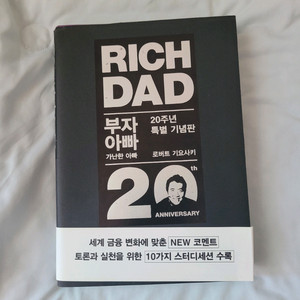 RICH
DAD
부자
아빠
가난한 아빠
20주년
특별 기념판
로버트 기요사키
20th
ANNIVERSARY
세계 금융 변화에 맞춘 NEW 코멘트
토론과 실천을 위한 10가지 스터디세션 수록